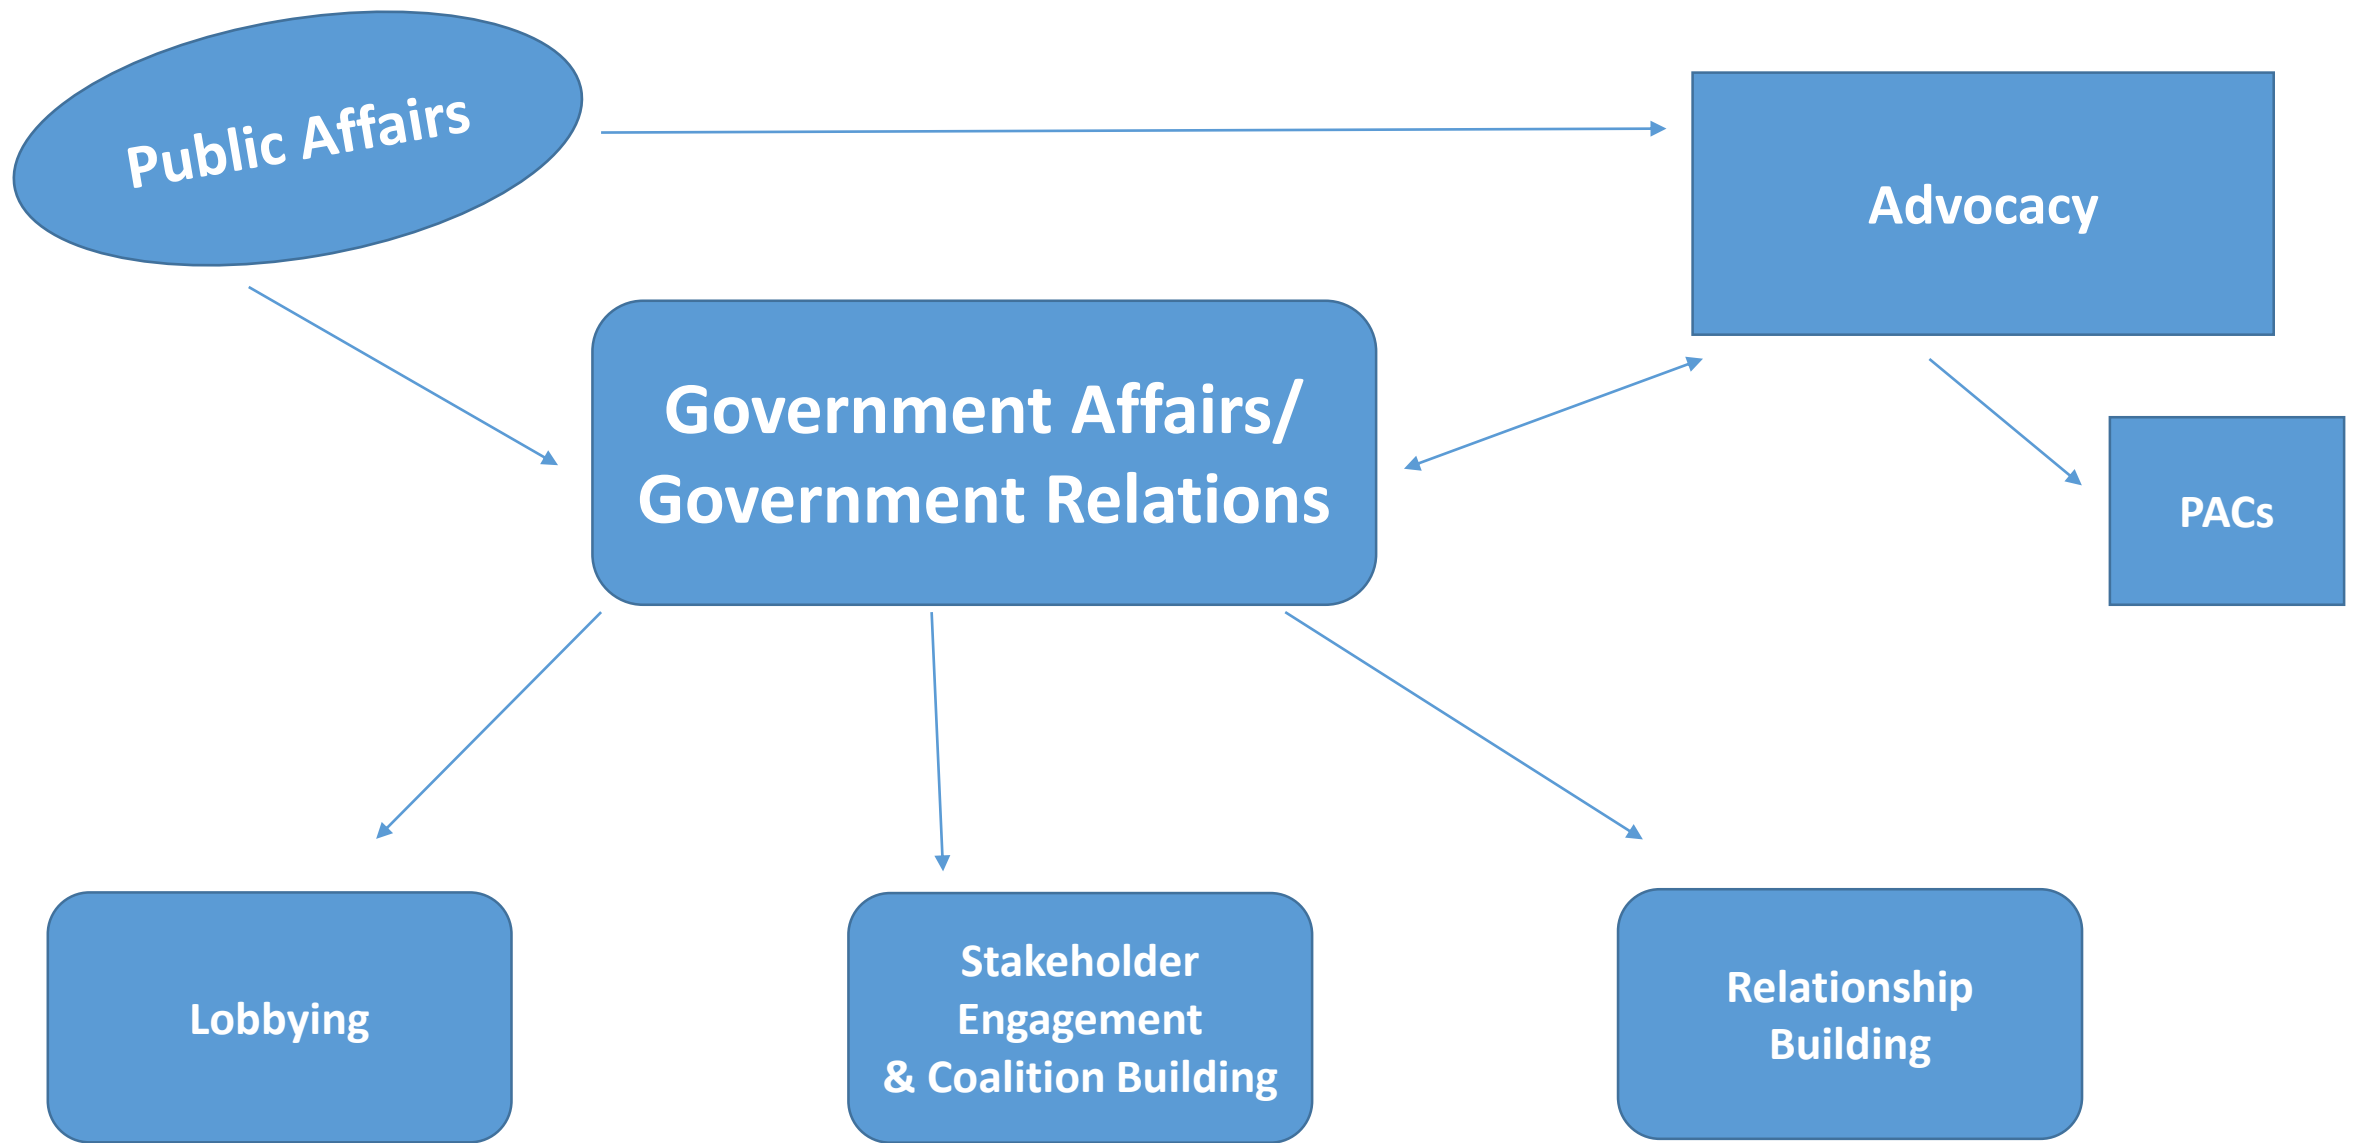 Public Affairs
Advocacy
Government Affairs/
Government Relations
PACs
Lobbying
Stakeholder
Engagement
& Coalition Building
Relationship
Building